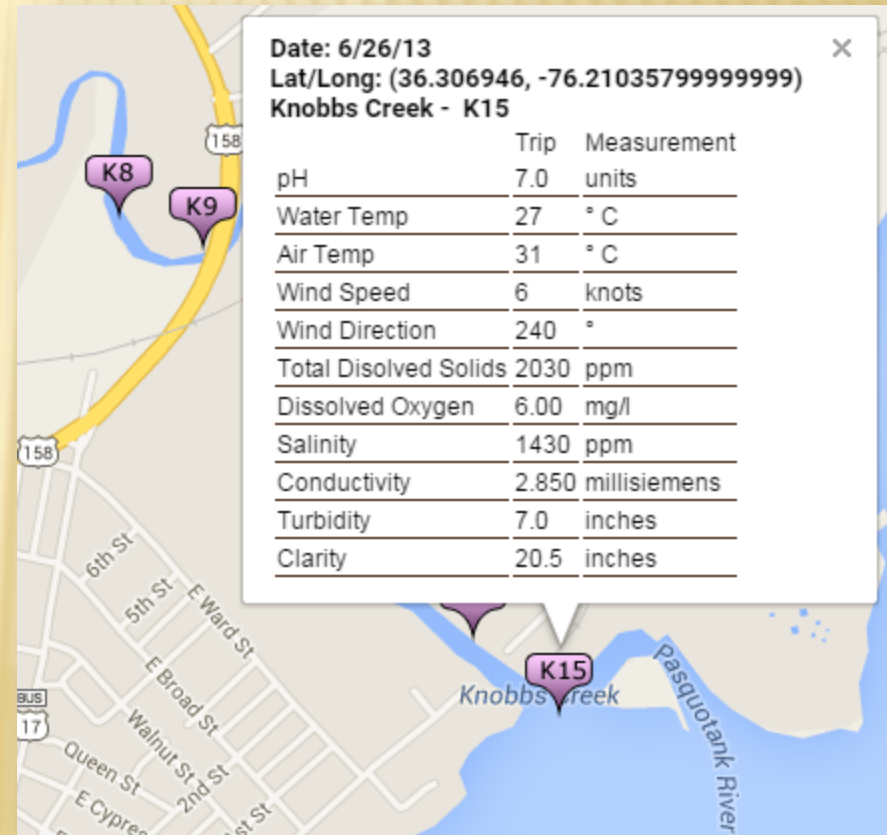 Date: 6/26/13
Lat/Long: (36.306946, -76.21035799999999)
Knobbs Creek - K15
Trip Measurement
pH 7.0 units
Water Temp 27 ° C
Air Temp 31 ° C
Wind Speed 6 knots
Wind Direction 240 °
Total Disolved Solids 2030 ppm
Dissolved Oxygen 6.00 mg/l
Salinity 1430 ppm
Conductivity 2.850 millisiemens
Turbidity 7.0 inches
Clarity 20.5 inches
158
K8
K9
158
6th St
5th St
E Ward St
E Broad St
K15
Knobbs Creek
Pasquotank River
BUS
17
Walnut St
Queen St
2nd St
E Cypre
1st St